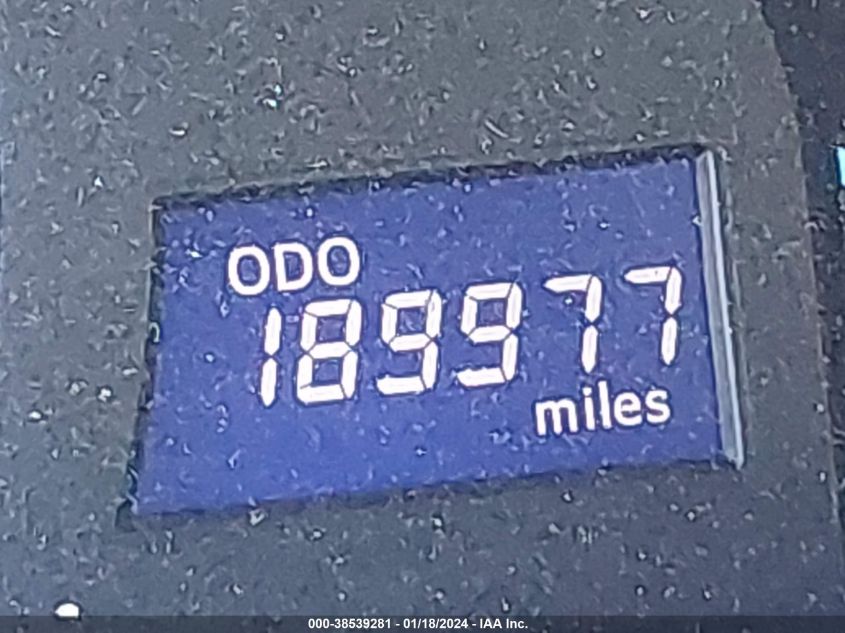 ODO
189977
miles
000-38539281 - 01/18/2024 - IAA Inc.